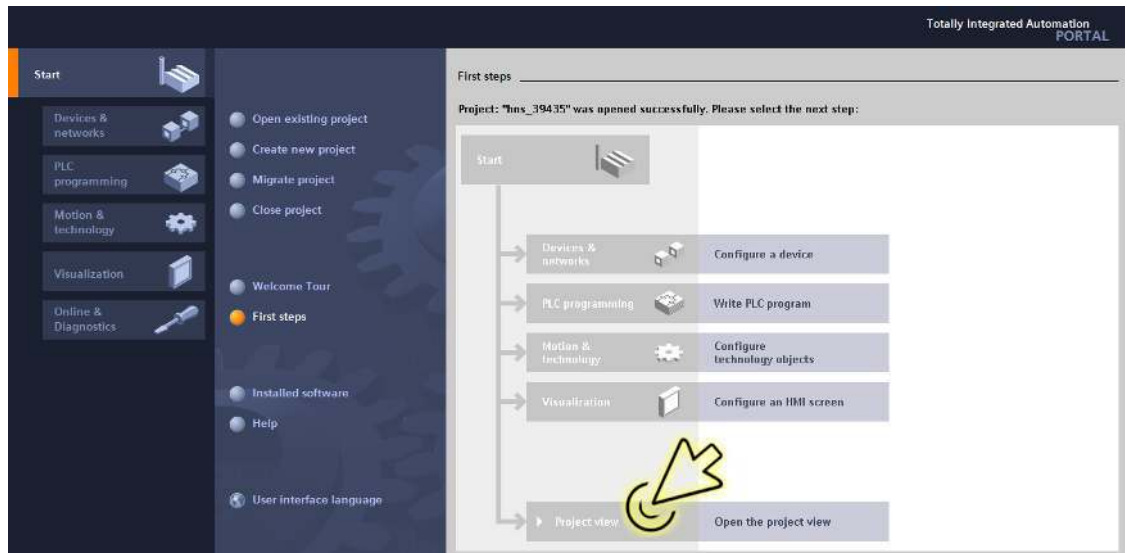 Totally Integrated Automation
PORTAL
Start
Devices &
networks
PLC
programming
Motion &
technology
Visualization
Online &
Diagnostics
Open existing project
Create new project
Migrate project
Close project
Welcome Tour
First steps
Installed software
Help
User interface language
First steps
Project: "hns_39435" was opened successfully. Please select the next step:
Start
Devices &
networks
Configure a device
PLC programming
Write PLC program
Motion &
technology
Configure
technology objects
Visualization
Configure an HMI screen
Project view
Open the project view